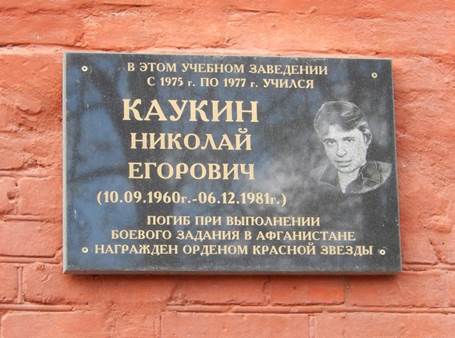 В ЭТОМ УЧЕБНОМ ЗАВЕДЕНИИ
С 1975 г. ПО 1977 г. УЧИЛСЯ
КАУКИН
НИКОЛАЙ
ЕГОРОВИЧ
(10.09.1960г.-06.12.1981г.)
ПОГИБ ПРИ ВЫПОЛНЕНИИ
БОЕВОГО ЗАДАНИЯ В АФГАНИСТАНЕ
НАГРАЖДЕН ОРДЕНОМ КРАСНОЙ ЗВЕЗДЫ